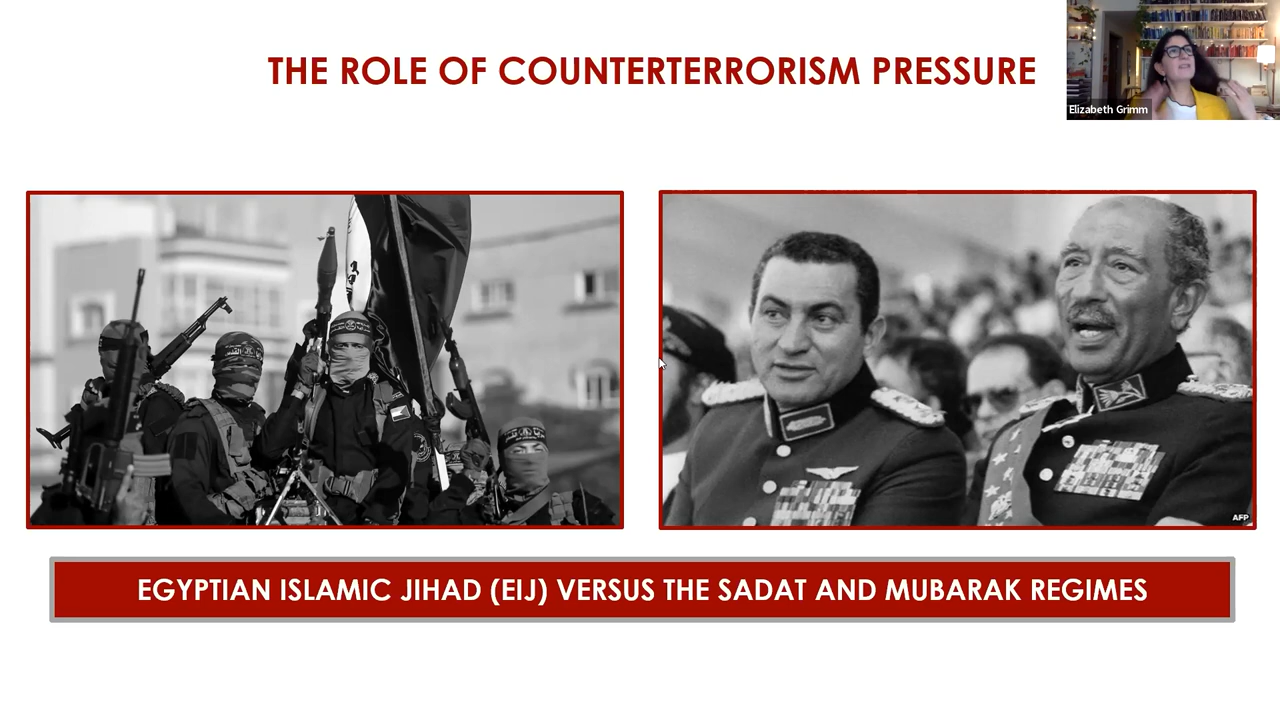 THE ROLE OF COUNTERTERRORISM PRESSURE
Elizabeth Grimm
AFP
EGYPTIAN ISLAMIC JIHAD (EIJ) VERSUS THE SADAT AND MUBARAK REGIMES